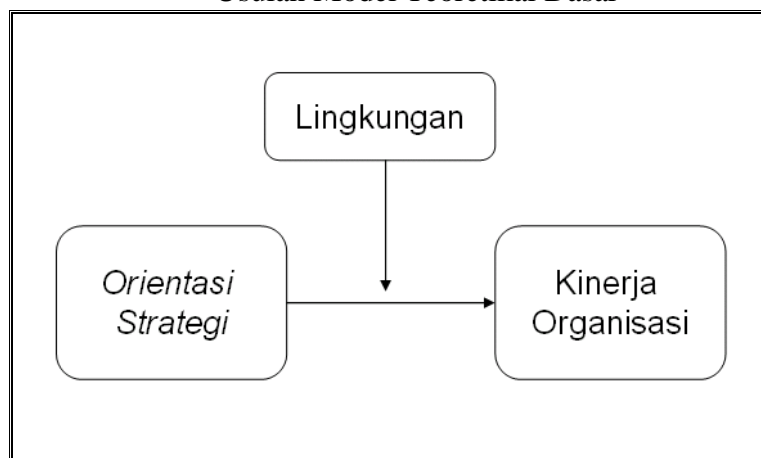 Usulan Model Teoretikal Dasar
Lingkungan
Orientasi
Strategi
Kinerja
Organisasi